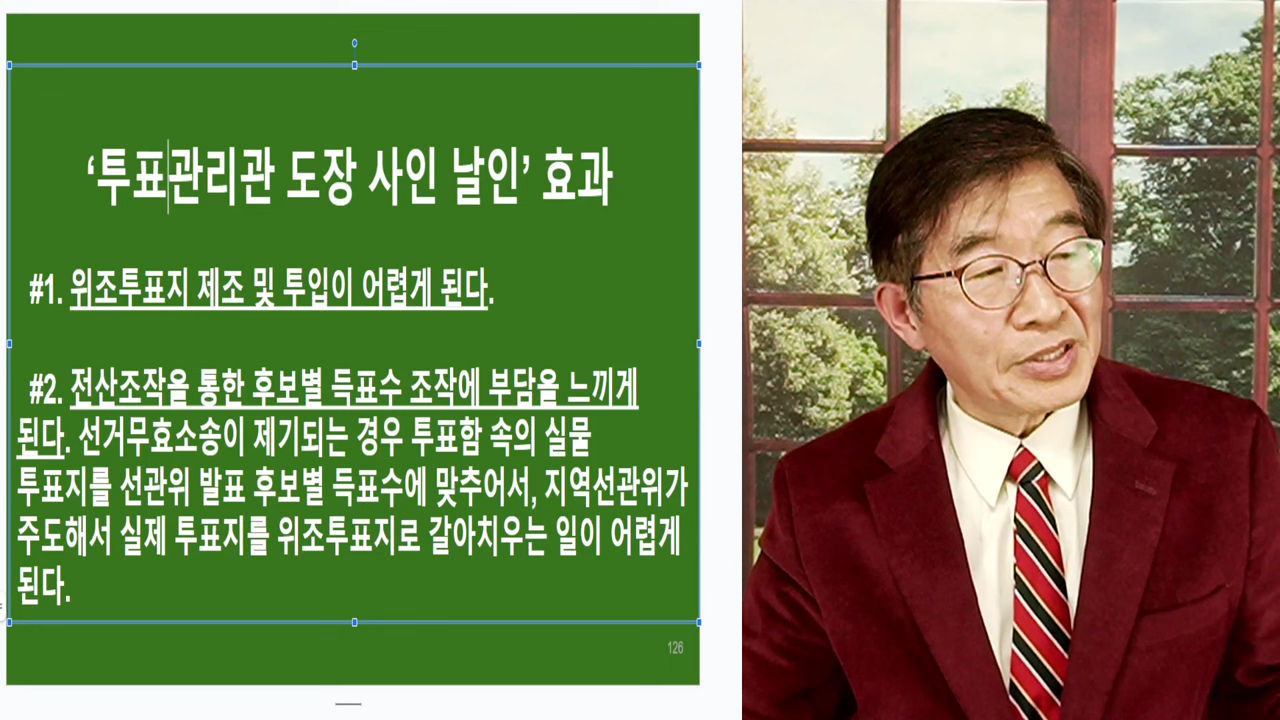 ‘투표관리관 도장 사인 날인’ 효과
#1. 위조투표지 제조 및 투입이 어렵게 된다.
#2. 전산조작을 통한 후보별 득표수 조작에 부담을 느끼게
된다. 선거무효소송이 제기되는 경우 투표함 속의 실물
투표지를 선관위 발표 후보별 득표수에 맞추어서, 지역선관위가
주도해서 실제 투표지를 위조투표지로 갈아치우는 일이 어렵게
된다.
126